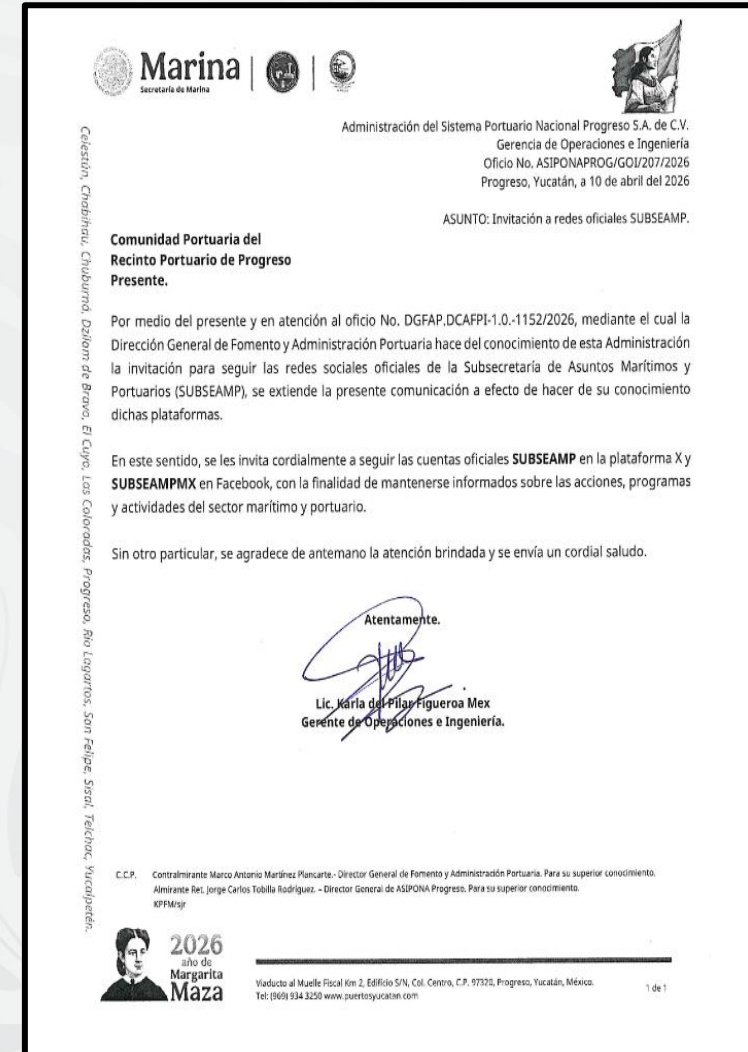 Marina
Secretaría de Marina
Administración del Sistema Portuario Nacional Progreso S.A. de C.V.
Gerencia de Operaciones e Ingeniería
Oficio No. ASIPONAPROG/GOI/207/2026
Progreso, Yucatán, a 10 de abril del 2026
ASUNTO: Invitación a redes oficiales SUBSEAMP.
Comunidad Portuaria del
Recinto Portuario de Progreso
Presente.
Por medio del presente y en atención al oficio No. DGFAP.DCAFPI-1.0.-1152/2026, mediante el cual la
Dirección General de Fomento y Administración Portuaria hace del conocimiento de esta Administración
la invitación para seguir las redes sociales oficiales de la Subsecretaría de Asuntos Marítimos y
Portuarios (SUBSEAMP), se extiende la presente comunicación a efecto de hacer de su conocimiento
dichas plataformas.
En este sentido, se les invita cordialmente a seguir las cuentas oficiales SUBSEAMP en la plataforma X y
SUBSEAMPMX en Facebook, con la finalidad de mantenerse informados sobre las acciones, programas
y actividades del sector marítimo y portuario.
Sin otro particular, se agradece de antemano la atención brindada y se envía un cordial saludo.
Atentamente.
Lic. Karla del Pilar Figueroa Mex
Gerente de Operaciones e Ingeniería.
C.C.P. Contralmirante Marco Antonio Martínez Plancarte.- Director General de Fomento y Administración Portuaria. Para su superior conocimiento.
Almirante Ret. Jorge Carlos Tobilla Rodríguez. – Director General de ASIPONA Progreso. Para su superior conocimiento.
KPFM/sjr
2026
año de
Margarita
Maza
Viaducto al Muelle Fiscal Km 2, Edificio S/N, Col. Centro, C.P. 97320, Progreso, Yucatán, México.
Tel: (969) 934 3250 www.puertosyucatan.com
1 de 1
Celestún, Chabihau, Chuburná, Dzilam de Bravo, El Cuyo, Las Coloradas, Progreso, Río Lagartos, San Felipe, Sisal, Telchac, Yucalpetén.